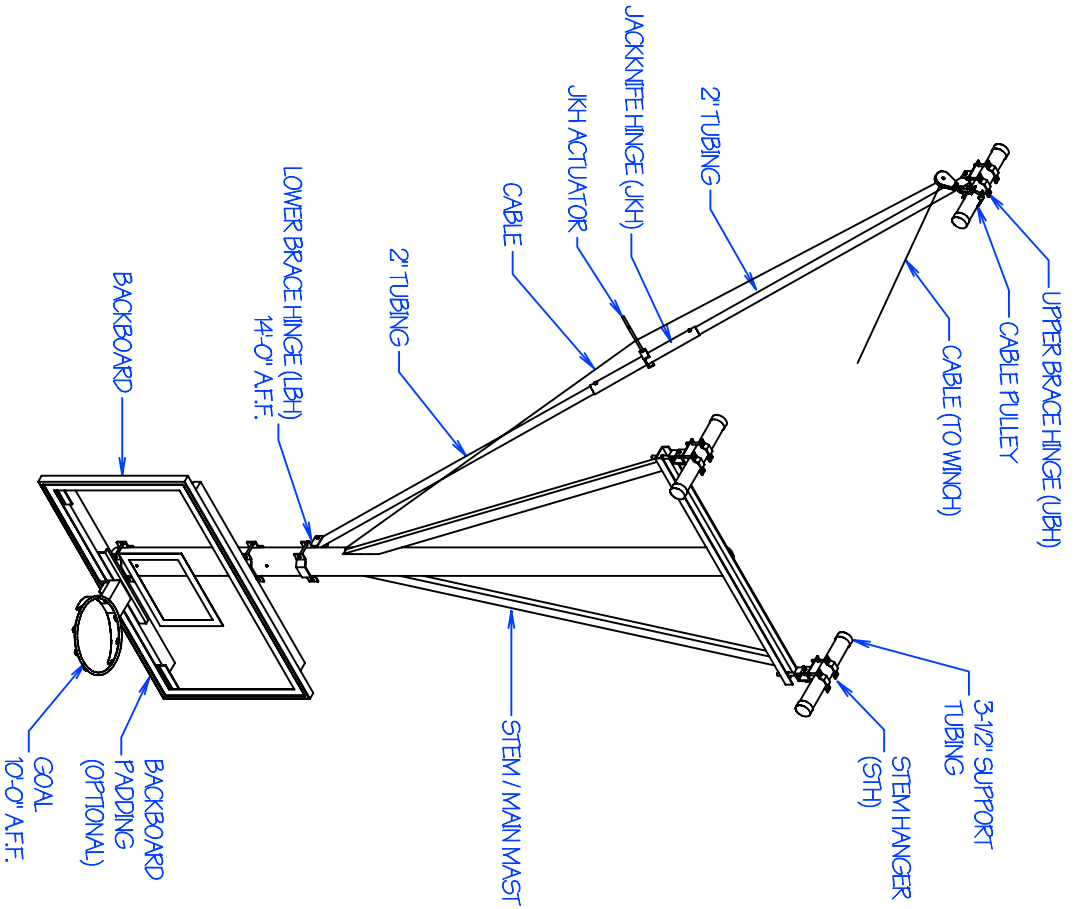 UPPER BRACE HINGE (UBH)
CABLE PULLEY
CABLE (TO WINCH)
2" TUBING
JACKKNIFE HINGE (JKH)
JKH ACTUATOR
CABLE
2" TUBING
LOWER BRACE HINGE (LBH)
14'-0" A.F.F.
BACKBOARD
3-1/2" SUPPORT
TUBING
STEM HANGER
(STH)
STEM / MAIN MAST
BACKBOARD
PADDING
(OPTIONAL)
GOAL
10'-0" A.F.F.